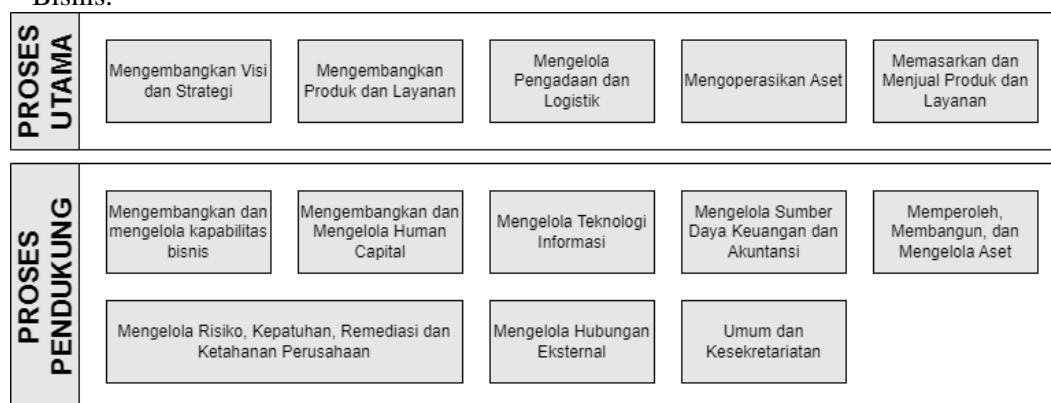 Bisnis.
PROSES
UTAMA
Mengembangkan Visi
dan Strategi
Mengembangkan
Produk dan Layanan
Mengelola
Pengadaan dan
Logistik
Mengoperasikan Aset
Memasarkan dan
Menjual Produk dan
Layanan
PROSES
PENDUKUNG
Mengembangkan dan
mengelola kapabilitas
bisnis
Mengembangkan dan
Mengelola Human
Capital
Mengelola Teknologi
Informasi
Mengelola Sumber
Daya Keuangan dan
Akuntansi
Memperoleh,
Membangun, dan
Mengelola Aset
Mengelola Risiko, Kepatuhan, Remediasi dan
Ketahanan Perusahaan
Mengelola Hubungan
Eksternal
Umum dan
Kesekretariatan